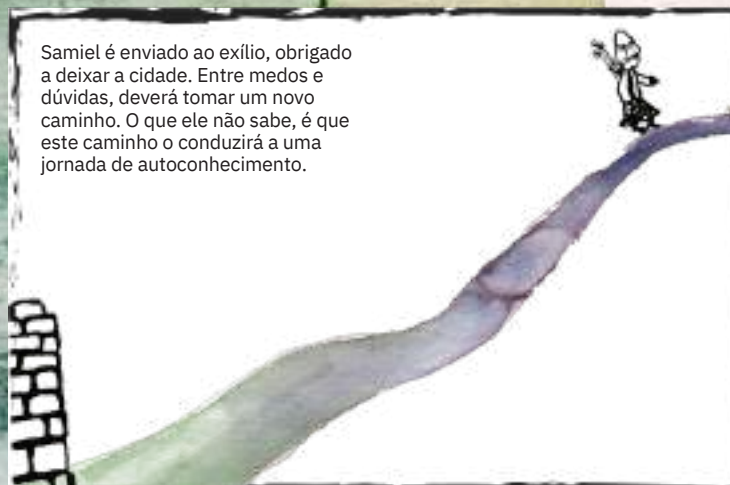 Samiel é enviado ao exílio, obrigado
a deixar a cidade. Entre medos e
dúvidas, deverá tomar um novo
caminho. O que ele não sabe, é que
este caminho o conduzirá a uma
jornada de autoconhecimento.